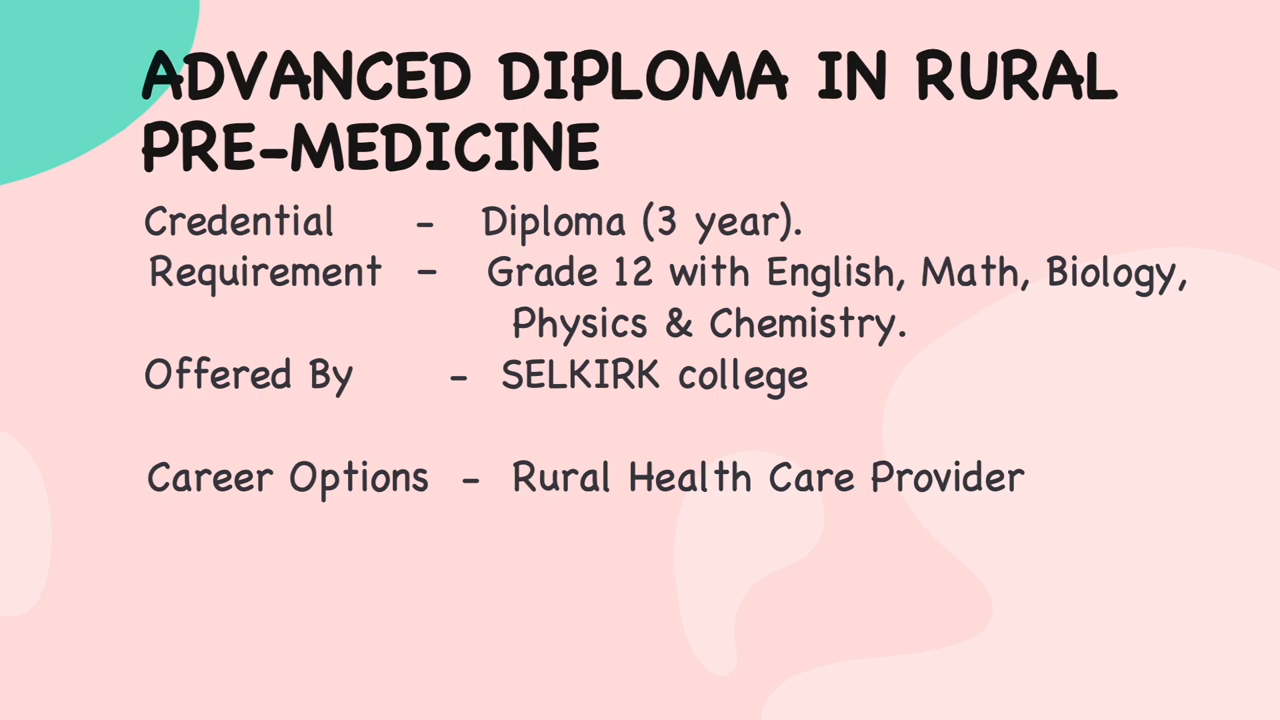 ADVANCED DIPLOMA IN RURAL
PRE-MEDICINE
Credential - Diploma (3 year).
Requirement - Grade 12 with English, Math, Biology,
Physics & Chemistry.
Offered By - SELKIRK college
Career Options - Rural Health Care Provider